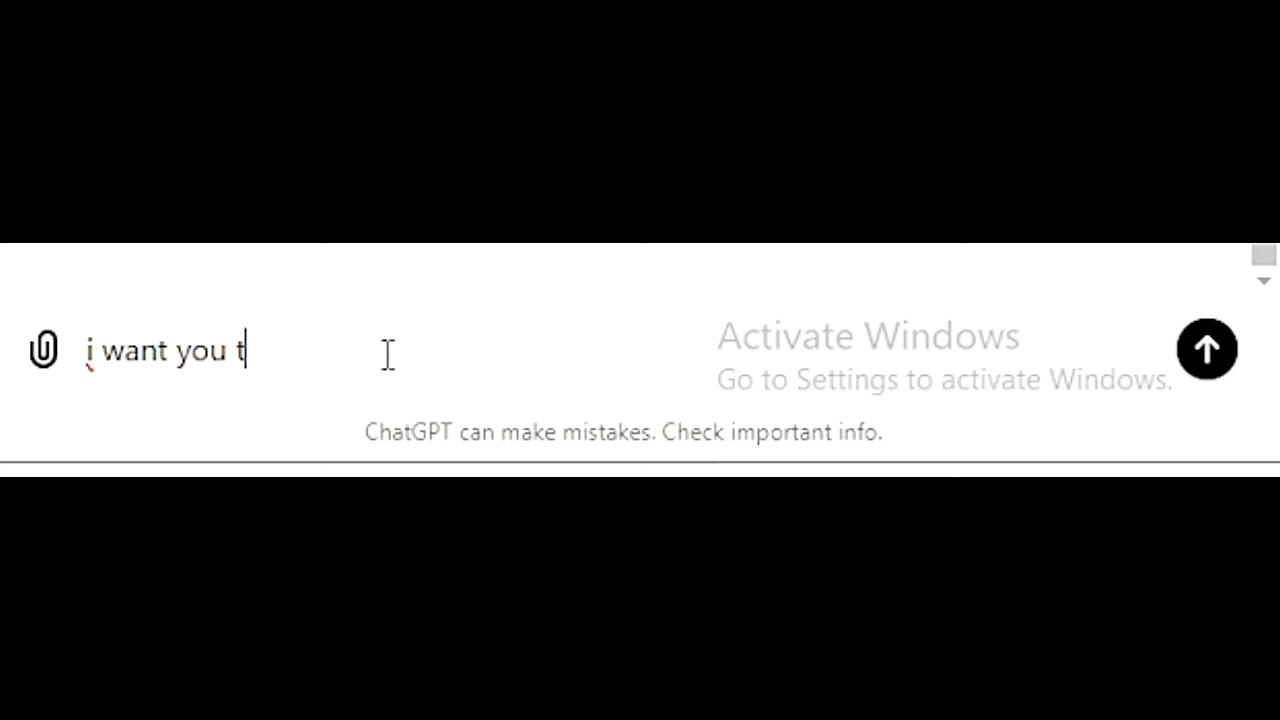 Activate Windows
i want you t
Go to Settings to activate Windows.
ChatGPT can make mistakes. Check important info.